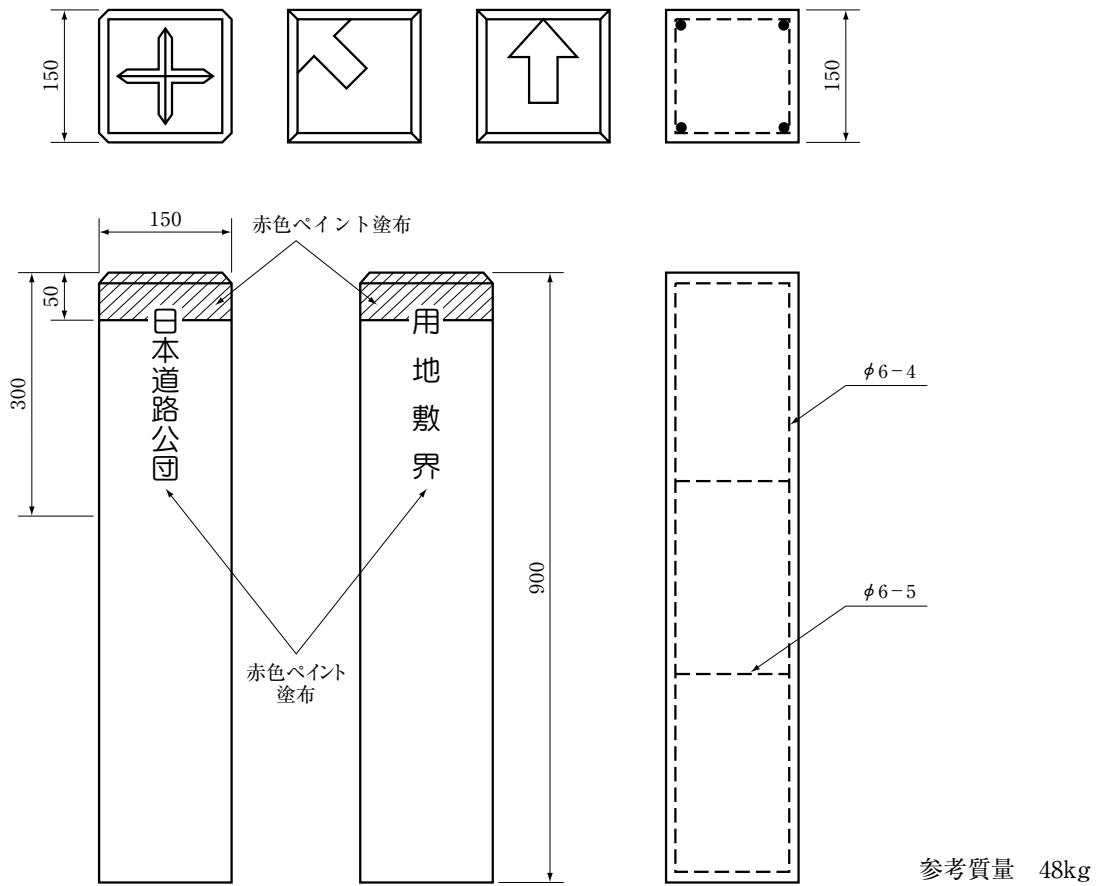 150
150
150
赤色ペイント塗布
50
300
日本道路公団
用地敷界
900
φ6-4
φ6-5
赤色ペイント
塗布
参考質量 48kg